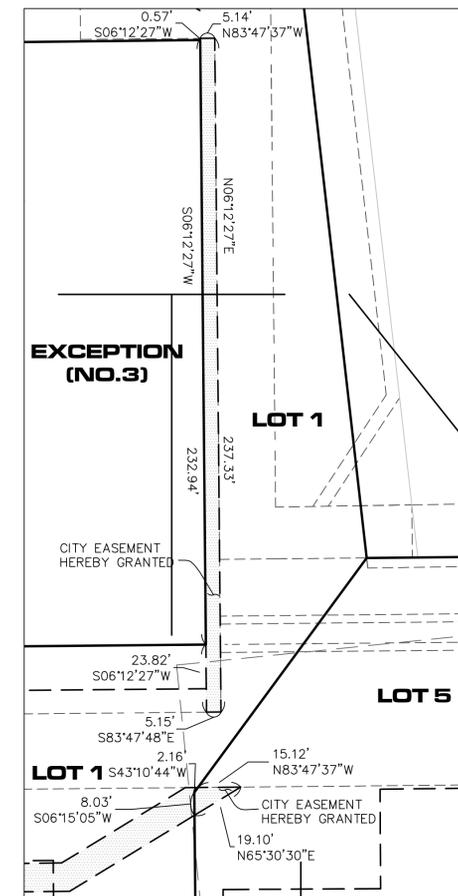 0.57'
S06°12'27"W
5.14'
N83°47'37"W
N06°12'27"E
S06°12'27"W
EXCEPTION
(NO.3)
LOT 1
232.94'
237.33'
CITY EASEMENT
HEREBY GRANTED
23.82'
S06°12'27"W
LOT 5
5.15'
S83°47'48"E
2.16'
S43°10'44"W
15.12'
N83°47'37"W
LOT 1
8.03'
S06°15'05"W
CITY EASEMENT
HEREBY GRANTED
19.10'
N65°30'30"E